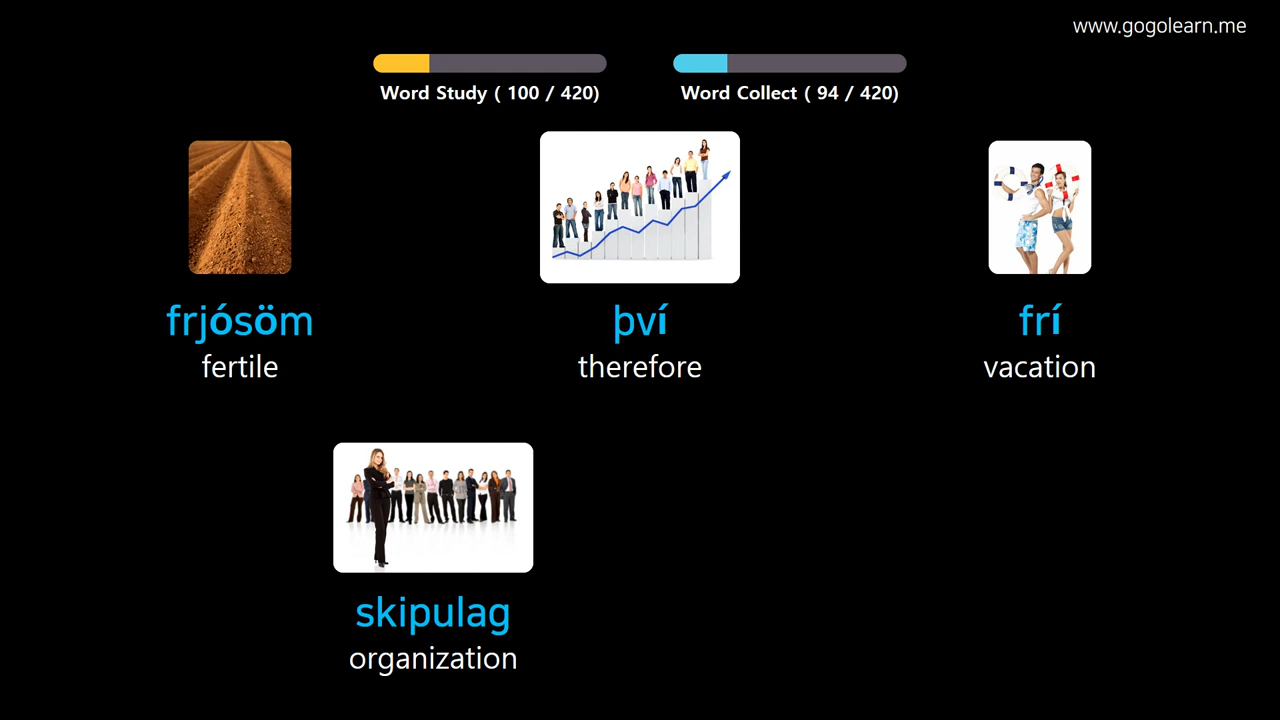 www.gogolearn.me
Word Study ( 100 / 420)
Word Collect ( 94 / 420)
frjósöm
fertile
því
therefore
frí
vacation
skipulag
organization